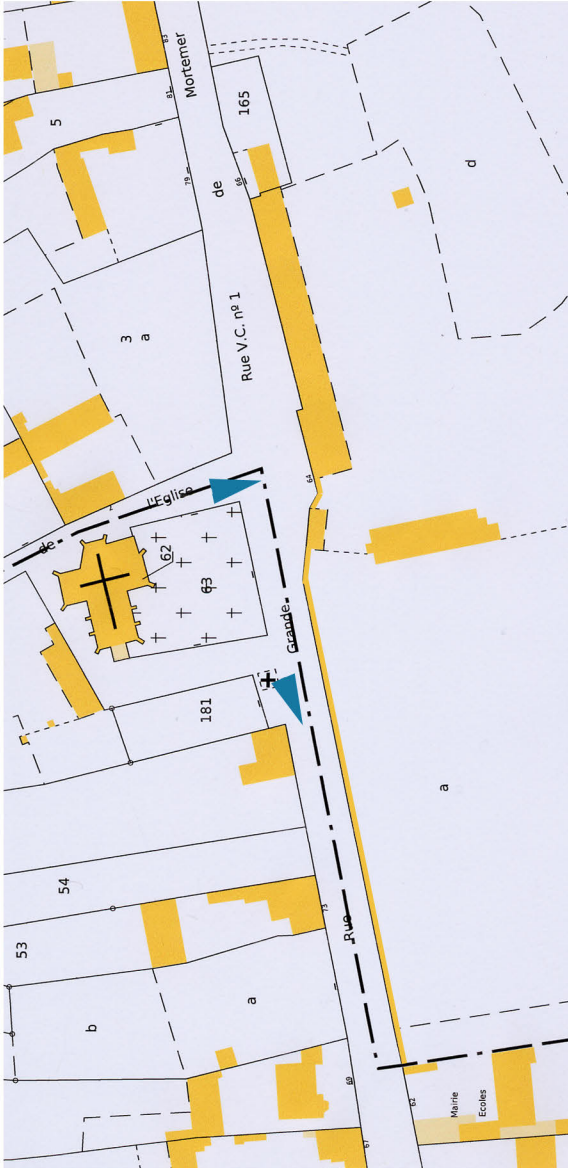 83
Mortemer
81
165
5
79
de
66
d
Rue V.C. nº 1
3
a
64
l'Eglise
de
62
63
Grande
181
a
54
73
Rue
53
a
b
69
62
Mairie
Ecoles
67